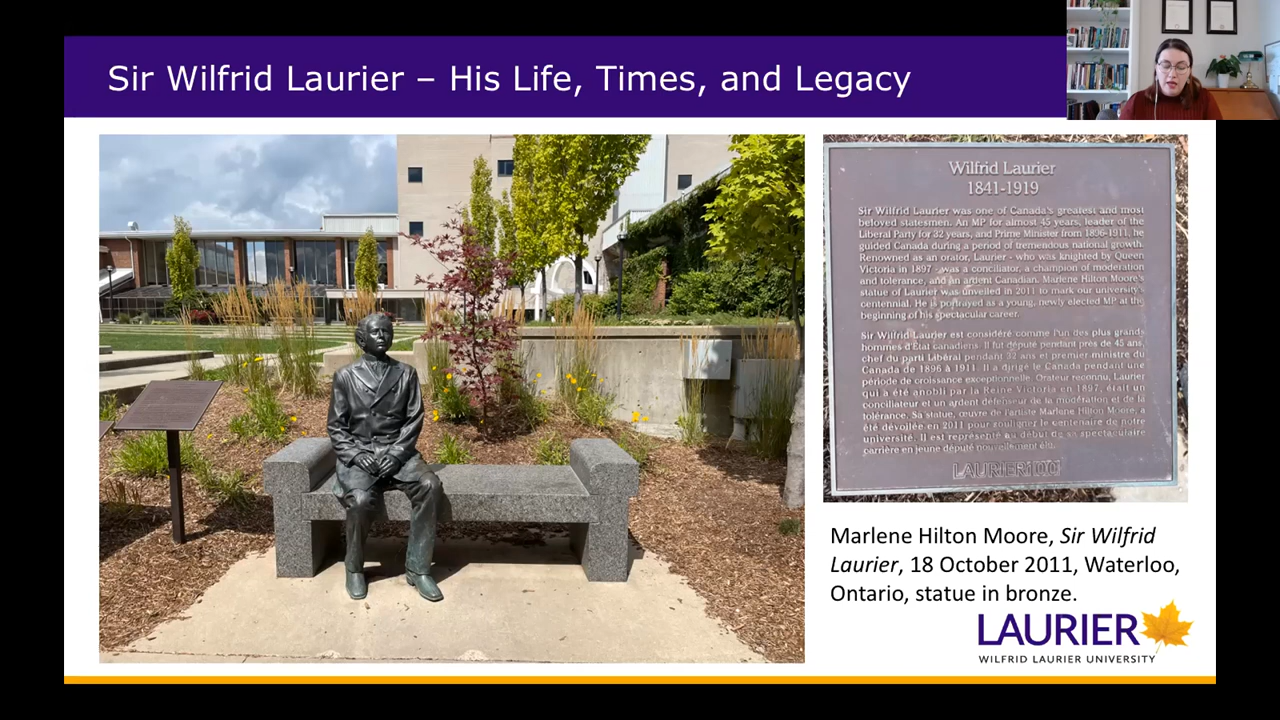 Sir Wilfrid Laurier – His Life, Times, and Legacy
Wilfrid Laurier
1841-1919
Sir Wilfrid Laurier was one of Canada's greatest and most
beloved statesmen. An MP for almost 45 years, leader of the
Liberal Party for 32 years, and Prime Minister from 1896-1911, he
guided Canada during a period of tremendous national growth.
Renowned as an orator, Laurier - who was knighted by Queen
Victoria in 1897 - was a conciliator, a champion of moderation
and tolerance, and an ardent Canadian. Marlene Hilton Moore's
statue of Laurier was unveiled in 2011 to mark our university's
centennial. He is portrayed as a young, newly elected MP at the
beginning of his spectacular career.
Sir Wilfrid Laurier est considéré comme l'un des plus grands
hommes d'État canadiens. Il fut député pendant près de 45 ans,
chef du parti Libéral pendant 32 ans et premier ministre du
Canada de 1896 à 1911. Il a dirigé le Canada pendant une
période de croissance exceptionnelle. Orateur reconnu, Laurier
qui a été anobli par la Reine Victoria en 1897, était un
conciliateur et un ardent défenseur de la modération et de la
tolérance. Sa statue, œuvre de l'artiste Marlene Hilton Moore, a
été dévoilée en 2011 pour souligner le centenaire de notre
université. Il est représenté au début de sa spectaculaire
carrière en jeune député nouvellement élu.
LAURIER100
Marlene Hilton Moore, Sir Wilfrid
Laurier, 18 October 2011, Waterloo,
Ontario, statue in bronze.
LAURIER
WILFRID LAURIER UNIVERSITY